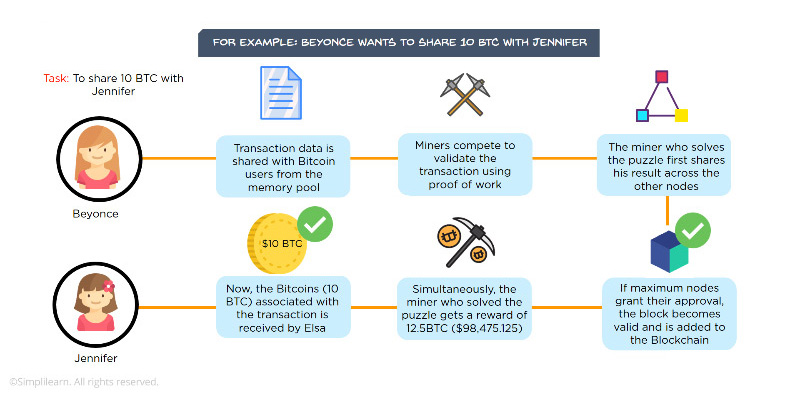 FOR EXAMPLE: BEYONCE WANTS TO SHARE 10 BTC WITH JENNIFER
Task: To share 10 BTC with
Jennifer
Beyonce
Transaction data is
shared with Bitcoin
users from the
memory pool
Miners compete to
validate the
transaction using
proof of work
The miner who solves
the puzzle first shares
his result across the
other nodes
$10 BTC
Jennifer
Now, the Bitcoins (10
BTC) associated with
the transaction is
received by Elsa
Simultaneously, the
miner who solved the
puzzle gets a reward of
12.5BTC ($98,475.125)
If maximum nodes
grant their approval,
the block becomes
valid and is added to
the Blockchain
©Simplilearn. All rights reserved.